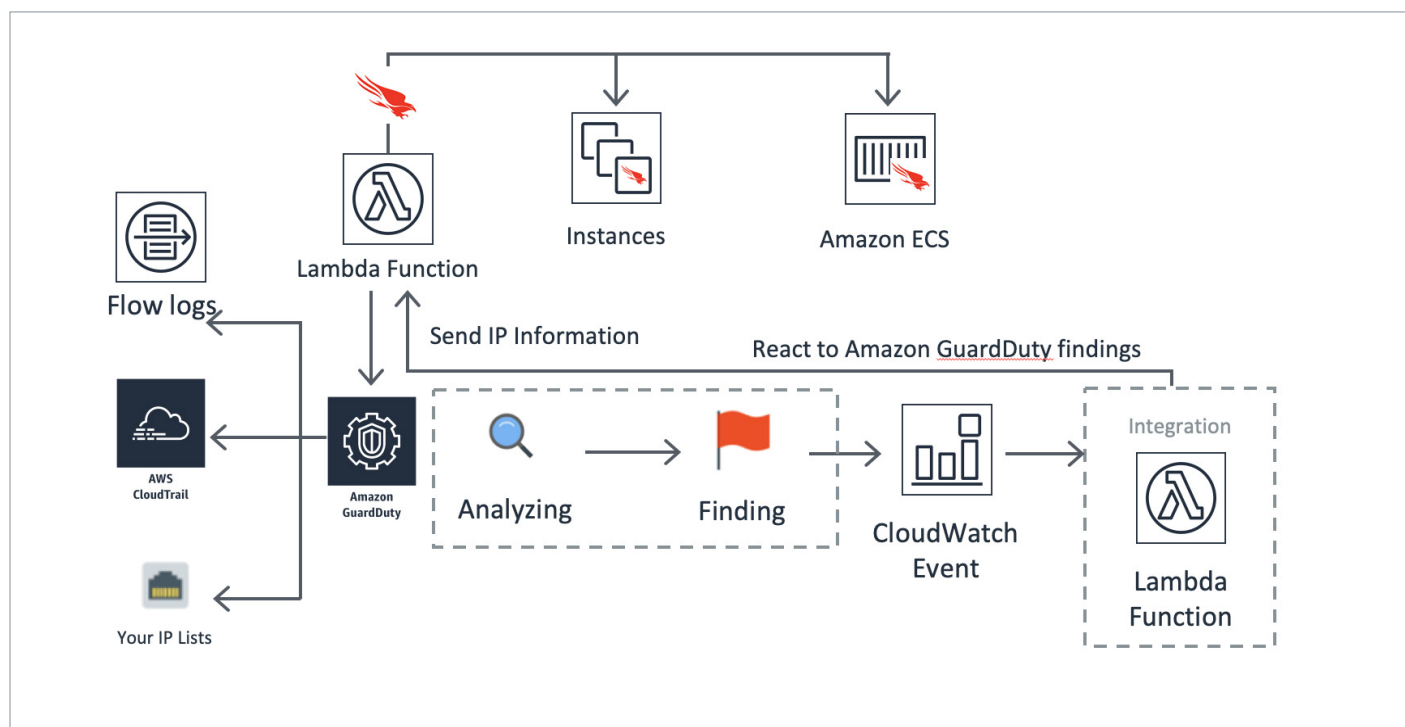 Instances
Amazon ECS
Lambda Function
Flow logs
Send IP Information
React to Amazon GuardDuty findings
AWS
CloudTrail
Amazon
GuardDuty
Analyzing
Finding
CloudWatch
Event
Integration
Lambda
Function
Your IP Lists